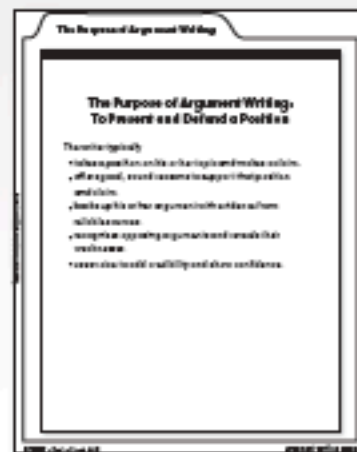 The Purpose of Argument Writing
The Purpose of Argument Writing:
To Present and Defend a Position
The writer typically
• takes a position on his or her topic and makes a claim.
• offers good, sound reasons to support that position
and claim.
• backs up his or her argument with evidence from
reliable sources.
• recognizes opposing arguments and reveals their
weaknesses.
• uses voice to add credibility and show confidence.